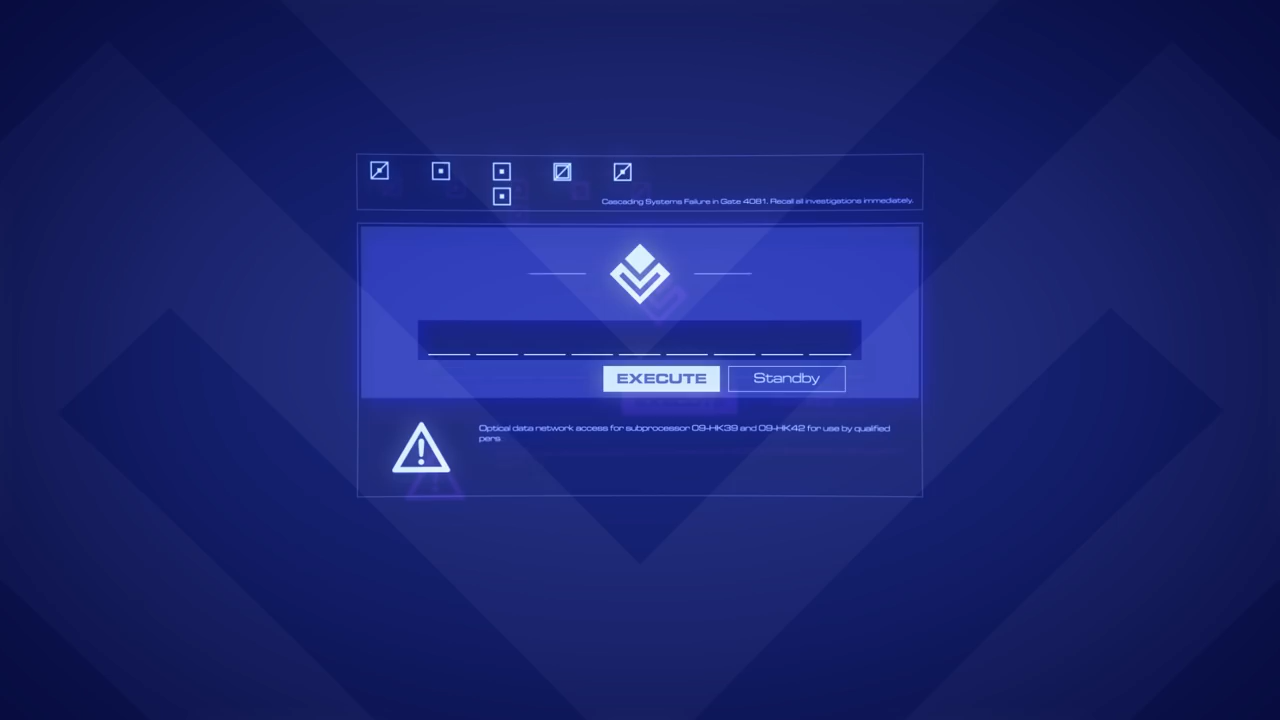 Cascading Systems Failure in Gate 4081. Recall all investigations immediately.
EXECUTE
Standby
Optical data network access for subprocessor 09-HK39 and 09-HK42 for use by qualified
pers